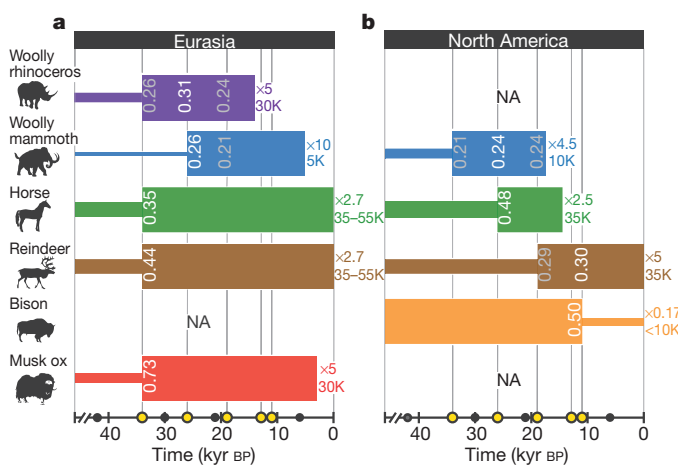 a
Eurasia
b
North America
Woolly
rhinoceros
0.26
0.31
0.24
×5
30K
NA
Woolly
mammoth
0.26
0.21
×10
5K
0.21
0.24
0.24
×4.5
10K
Horse
0.35
×2.7
35–55K
0.48
×2.5
35K
Reindeer
0.44
×2.7
35–55K
0.29
0.30
×5
35K
Bison
NA
0.50
×0.17
<10K
Musk ox
0.73
×5
30K
NA
40 30 20 10 0
Time (kyr BP)
40 30 20 10 0
Time (kyr BP)